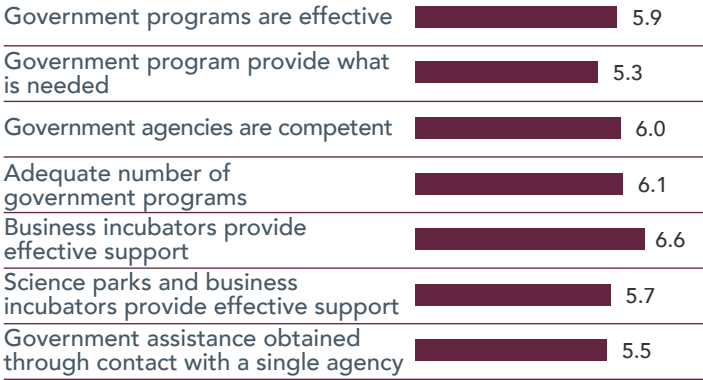 Government programs are effective 5.9
Government program provide what
is needed 5.3
Government agencies are competent 6.0
Adequate number of
government programs 6.1
Business incubators provide
effective support 6.6
Science parks and business
incubators provide effective support 5.7
Government assistance obtained
through contact with a single agency 5.5